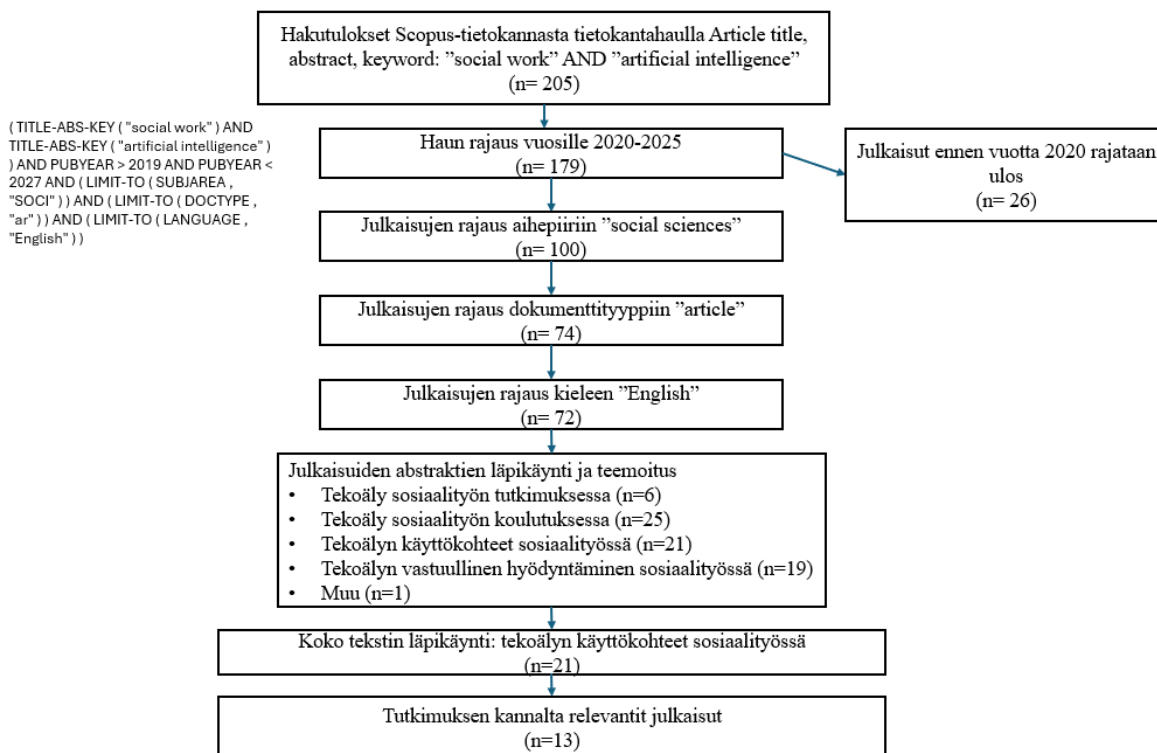 Hakutulokset Scopus-tietokannasta tietokantahaulla Article title,
abstract, keyword: ”social work” AND ”artificial intelligence”
(n= 205)
( TITLE-ABS-KEY ( "social work" ) AND
TITLE-ABS-KEY ( "artificial intelligence" )
) AND PUBYEAR > 2019 AND PUBYEAR <
2027 AND ( LIMIT-TO ( SUBJAREA ,
"SOCI" ) ) AND ( LIMIT-TO ( DOCTYPE ,
"ar" ) ) AND ( LIMIT-TO ( LANGUAGE ,
"English" ) )
Haun rajaus vuosille 2020-2025
(n= 179)
Julkaisut ennen vuotta 2020 rajataan
ulos
(n= 26)
Julkaisujen rajaus aihepiiriin ”social sciences”
(n= 100)
Julkaisujen rajaus dokumenttityyppiin ”article”
(n= 74)
Julkaisujen rajaus kieleen ”English”
(n= 72)
Julkaisuiden abstraktien läpikäynti ja teemoitus
• Tekoäly sosiaalityön tutkimuksessa (n=6)
• Tekoäly sosiaalityön koulutuksessa (n=25)
• Tekoälyn käyttökohteet sosiaalityössä (n=21)
• Tekoälyn vastuullinen hyödyntäminen sosiaalityössä (n=19)
• Muu (n=1)
Koko tekstin läpikäynti: tekoälyn käyttökohteet sosiaalityössä
(n=21)
Tutkimuksen kannalta relevantit julkaisut
(n=13)